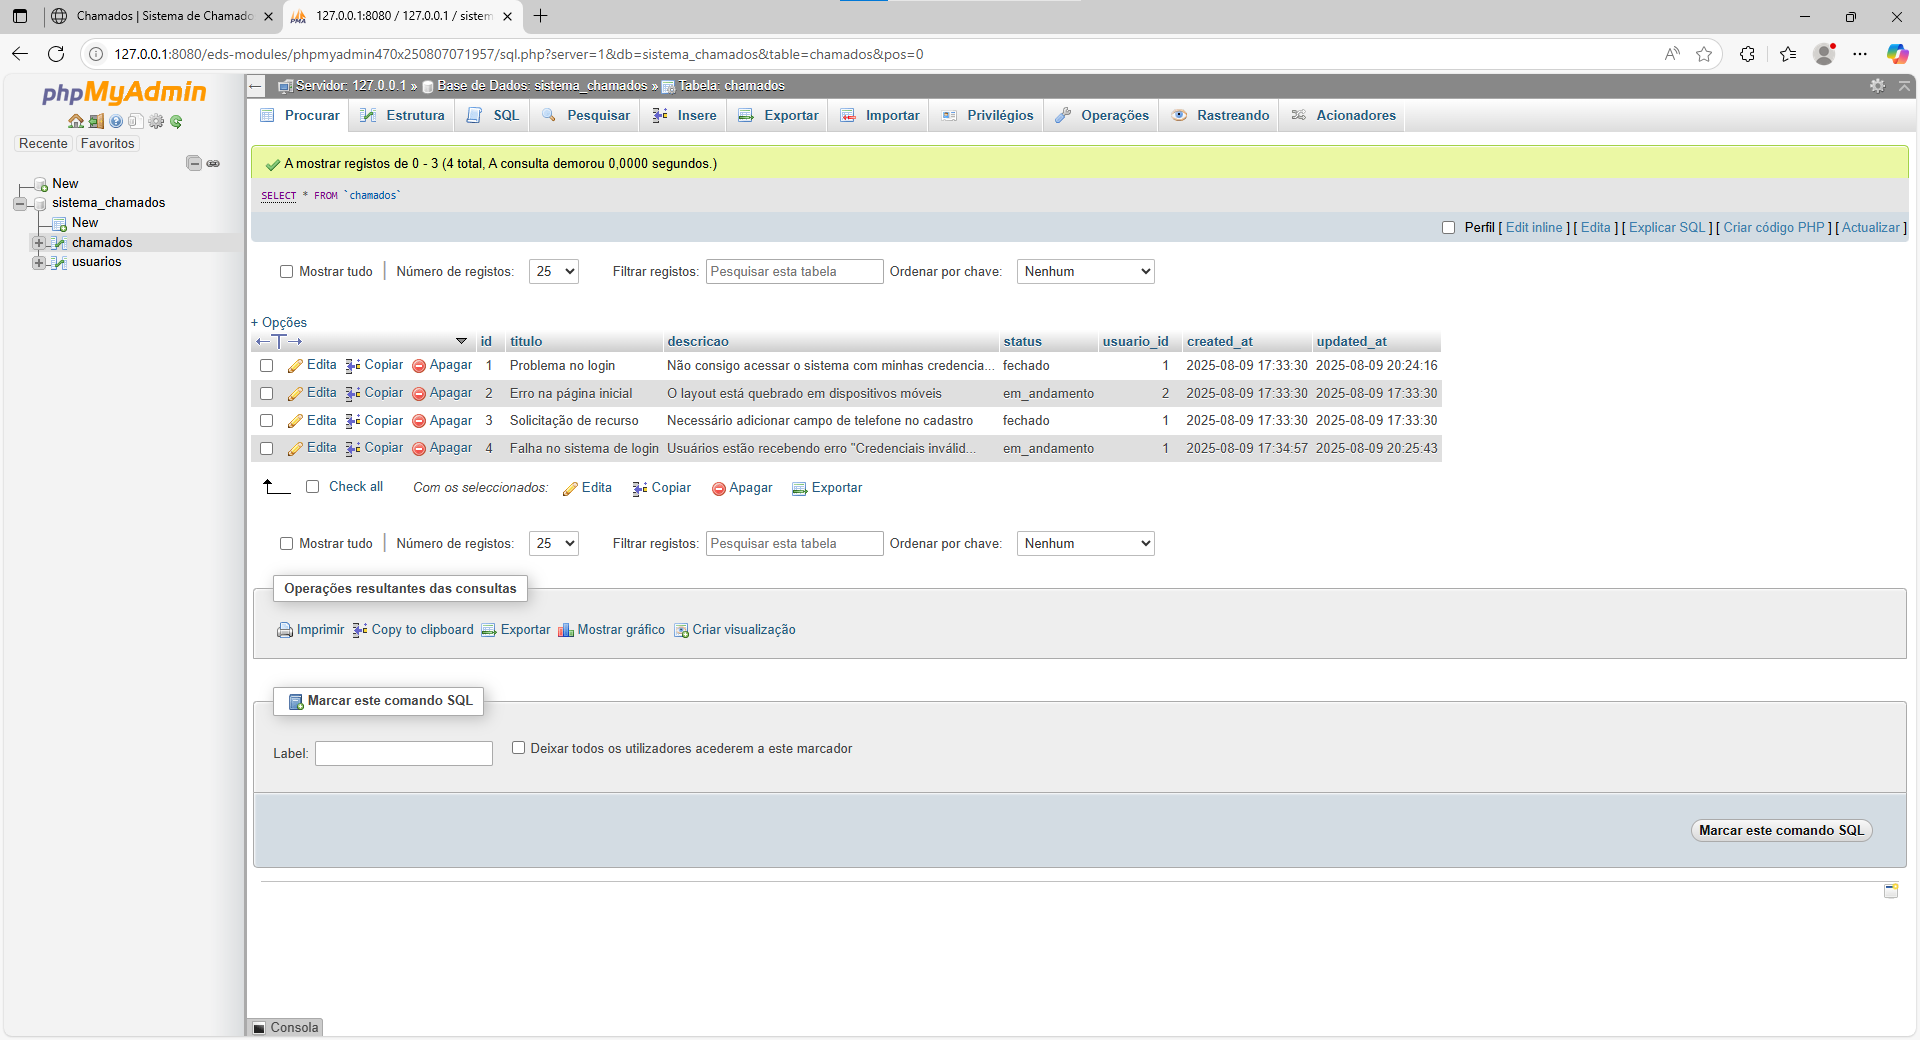 Chamados | Sistema de Chamado
127.0.0.1:8080 / 127.0.0.1 / sistem
127.0.0.1:8080/eds-modules/phpmyadmin470x250807071957/sql.php?server=1&db=sistema_chamados&table=chamados&pos=0
phpMyAdmin
Recente Favoritos
New
sistema_chamados
New
chamados
usuarios
Servidor: 127.0.0.1 » Base de Dados: sistema_chamados » Tabela: chamados
Procurar Estrutura SQL Pesquisar Insere Exportar Importar Privilégios Operações Rastreando Acionadores
A mostrar registos de 0 - 3 (4 total, A consulta demorou 0,0000 segundos.)
SELECT * FROM `chamados`
Perfil [ Edit inline ] [ Edita ] [ Explicar SQL ] [ Criar código PHP ] [ Actualizar ]
Mostrar tudo | Número de registos: 25 Filtrar registos: Pesquisar esta tabela Ordenar por chave: Nenhum
+ Opções
←T→ id titulo descricao status usuario_id created_at updated_at
Edita Copiar Apagar 1 Problema no login Não consigo acessar o sistema com minhas credencia... fechado 1 2025-08-09 17:33:30 2025-08-09 20:24:16
Edita Copiar Apagar 2 Erro na página inicial O layout está quebrado em dispositivos móveis em_andamento 2 2025-08-09 17:33:30 2025-08-09 17:33:30
Edita Copiar Apagar 3 Solicitação de recurso Necessário adicionar campo de telefone no cadastro fechado 1 2025-08-09 17:33:30 2025-08-09 17:33:30
Edita Copiar Apagar 4 Falha no sistema de login Usuários estão recebendo erro "Credenciais inválid... em_andamento 1 2025-08-09 17:34:57 2025-08-09 20:25:43
Check all Com os seleccionados: Edita Copiar Apagar Exportar
Mostrar tudo | Número de registos: 25 Filtrar registos: Pesquisar esta tabela Ordenar por chave: Nenhum
Operações resultantes das consultas
Imprimir Copy to clipboard Exportar Mostrar gráfico Criar visualização
Marcar este comando SQL
Label: Deixar todos os utilizadores acederem a este marcador
Marcar este comando SQL
Consola